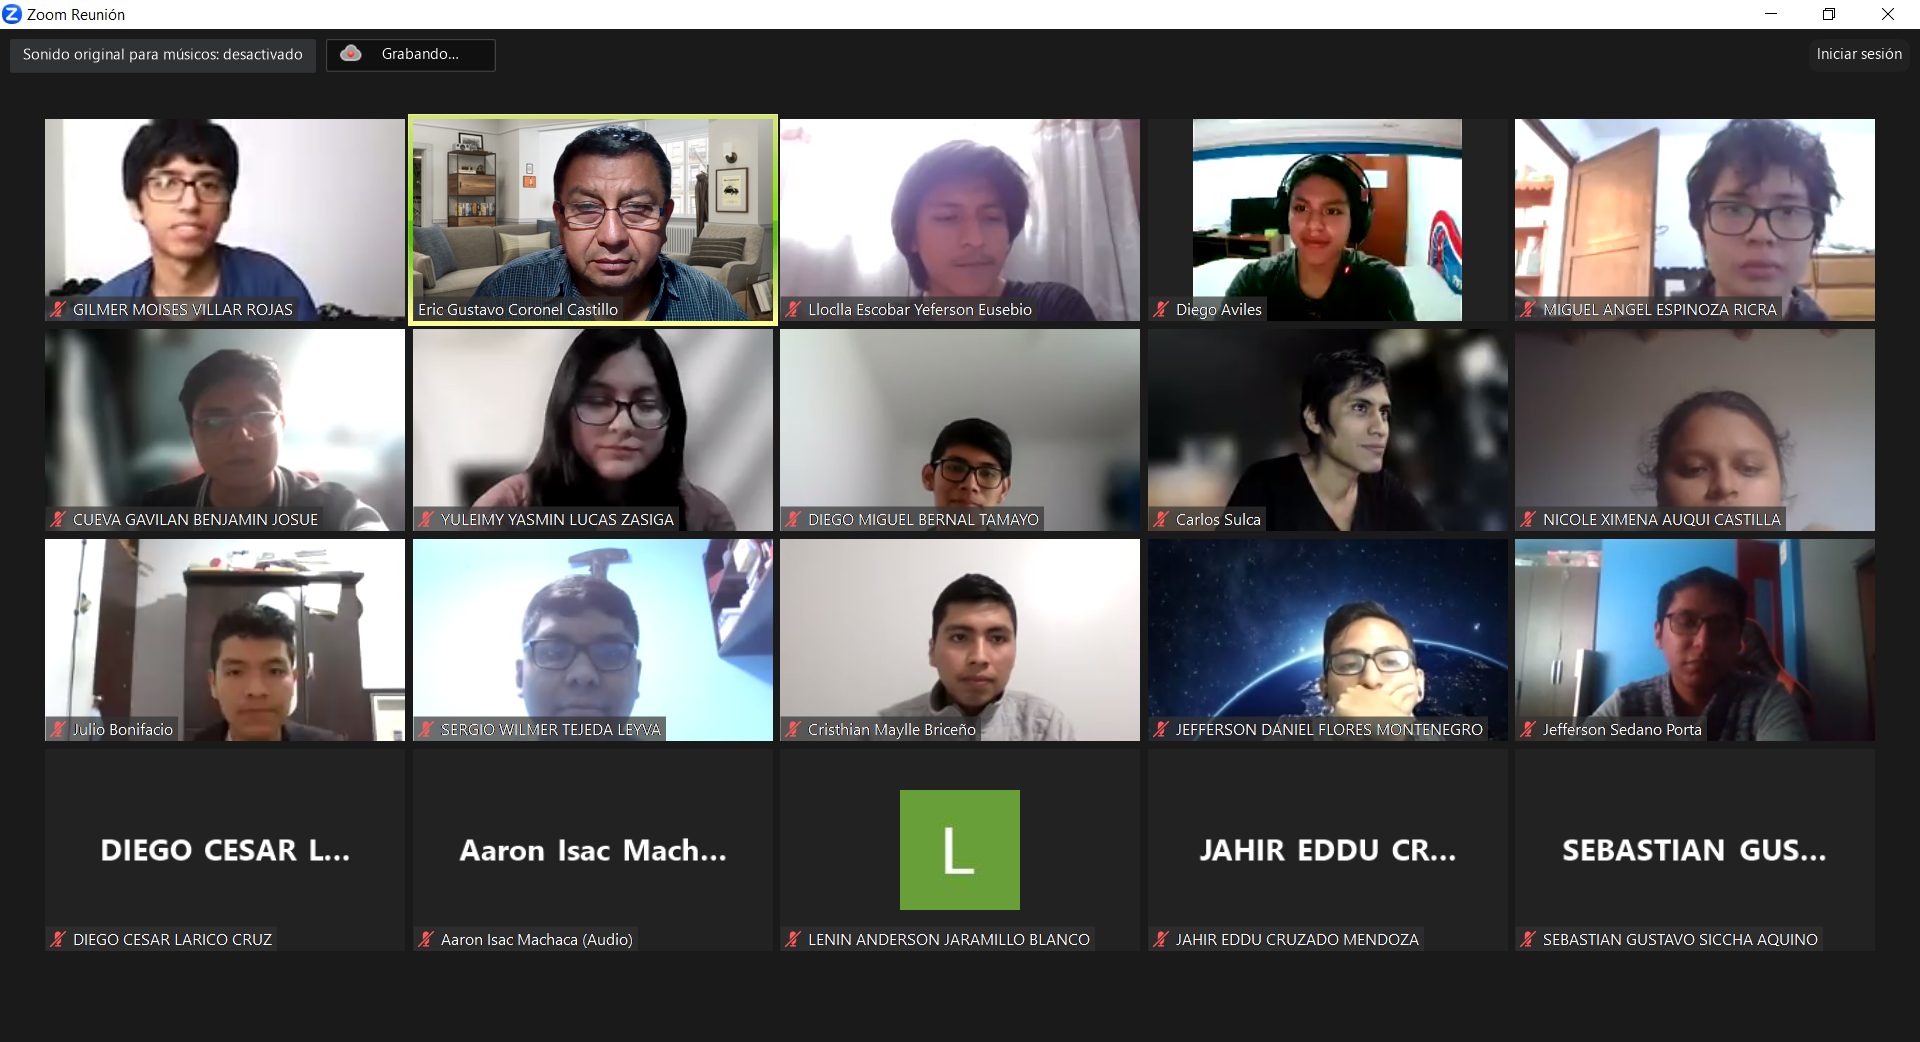 Zoom Reunión
Sonido original para músicos: desactivado
Grabando...
Iniciar sesión
GILMER MOISES VILLAR ROJAS
Eric Gustavo Coronel Castillo
Lloclla Escobar Yeferson Eusebio
Diego Aviles
MIGUEL ANGEL ESPINOZA RICRA
CUEVA GAVILAN BENJAMIN JOSUE
YULEIMY YASMIN LUCAS ZASIGA
DIEGO MIGUEL BERNAL TAMAYO
Carlos Sulca
NICOLE XIMENA AUQUI CASTILLA
Julio Bonifacio
SERGIO WILMER TEJEDA LEYVA
Cristhian Maylle Briceño
JEFFERSON DANIEL FLORES MONTENEGRO
Jefferson Sedano Porta
DIEGO CESAR L...
Aaron Isac Mach...
L
JAHIR EDDU CR...
SEBASTIAN GUS...
DIEGO CESAR LARICO CRUZ
Aaron Isac Machaca (Audio)
LENIN ANDERSON JARAMILLO BLANCO
JAHIR EDDU CRUZADO MENDOZA
SEBASTIAN GUSTAVO SICCHA AQUINO